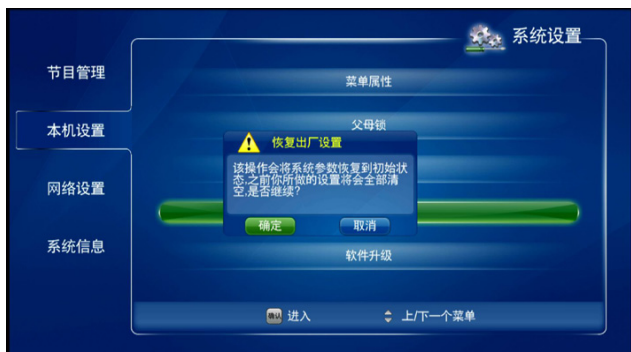 系统设置
节目管理
本机设置
网络设置
系统信息
菜单属性
父母锁
恢复出厂设置
该操作会将系统参数恢复到初始状
态,之前你所做的设置将会全部清
空,是否继续?
确定
取消
软件升级
确认 进入
上/下一个菜单